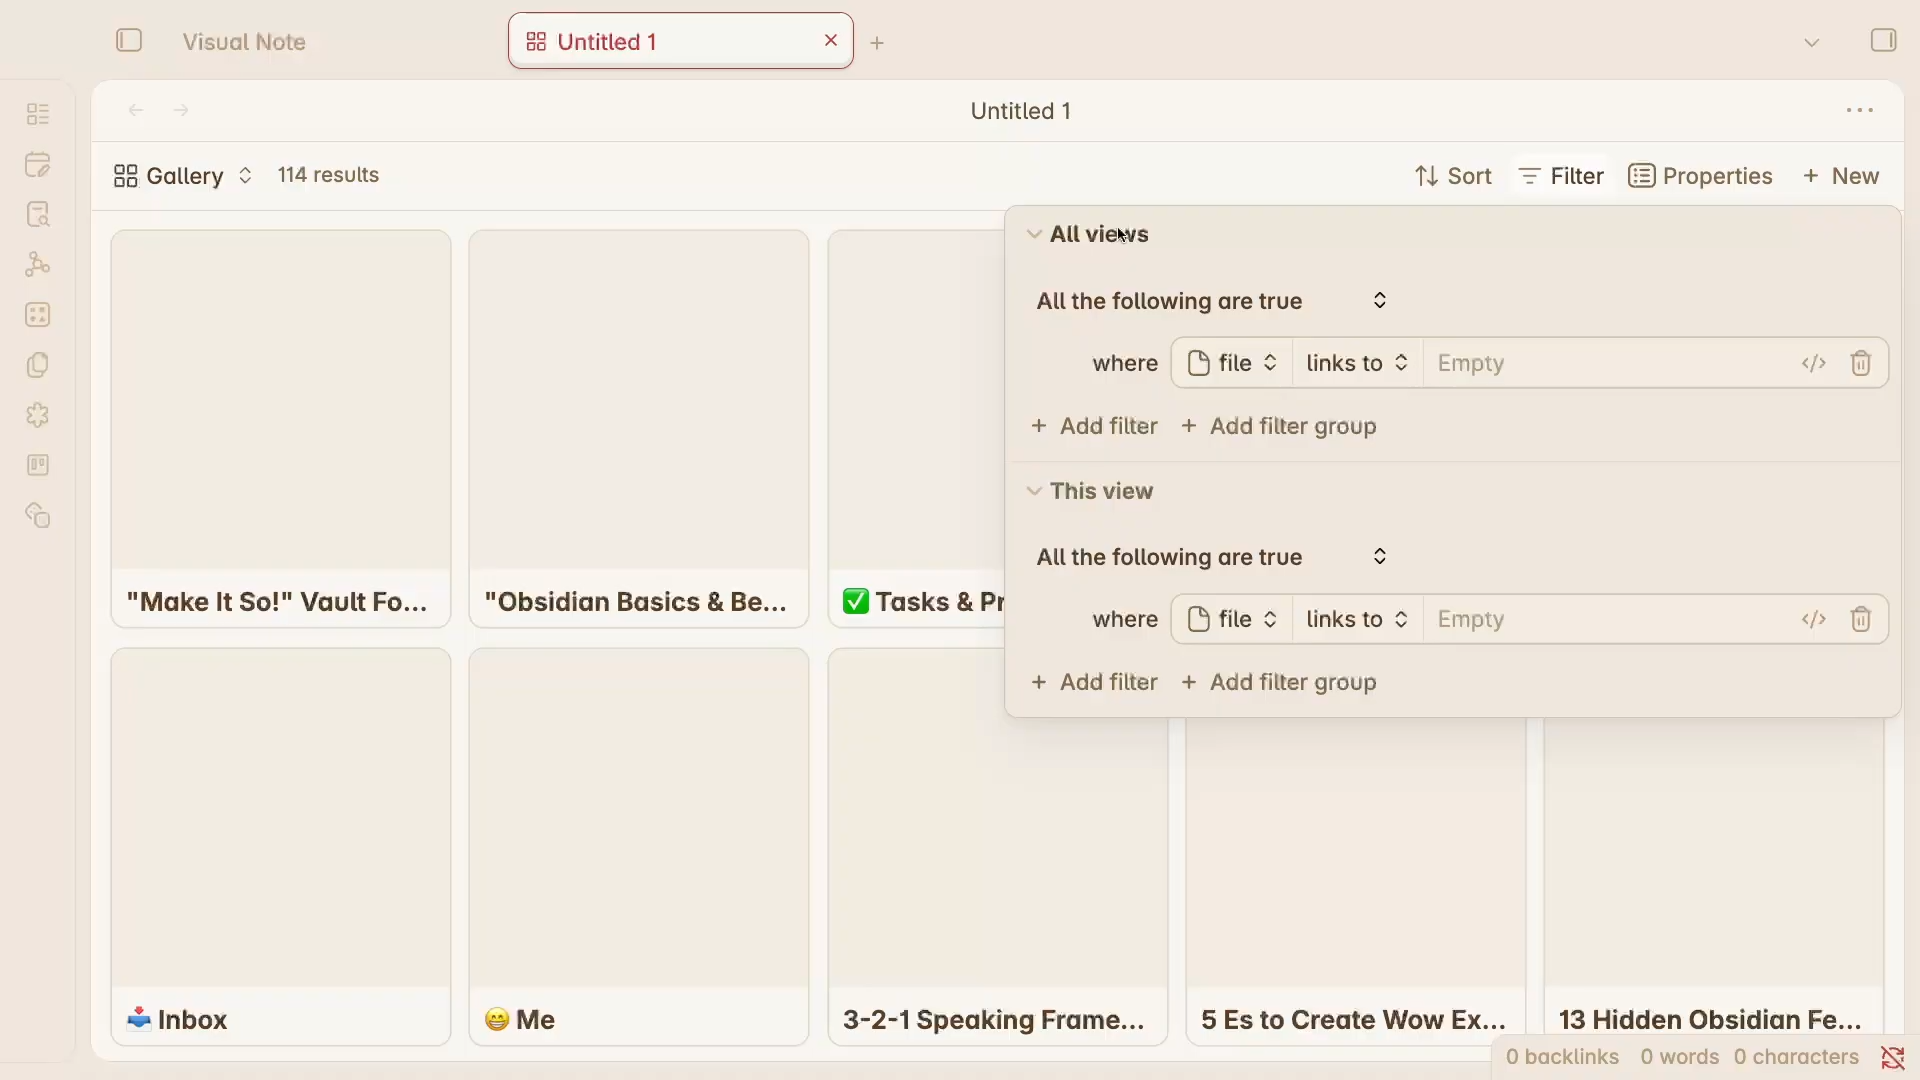 Visual Note
Untitled 1
Untitled 1
Gallery
114 results
Sort
Filter
Properties
+ New
All views
All the following are true
where
file
links to
Empty
</>
+ Add filter
+ Add filter group
This view
All the following are true
where
file
links to
Empty
</>
+ Add filter
+ Add filter group
"Make It So!" Vault Fo...
"Obsidian Basics & Be...
✅ Tasks & Pr
📥 Inbox
😁 Me
3-2-1 Speaking Frame...
5 Es to Create Wow Ex...
13 Hidden Obsidian Fe...
0 backlinks
0 words
0 characters